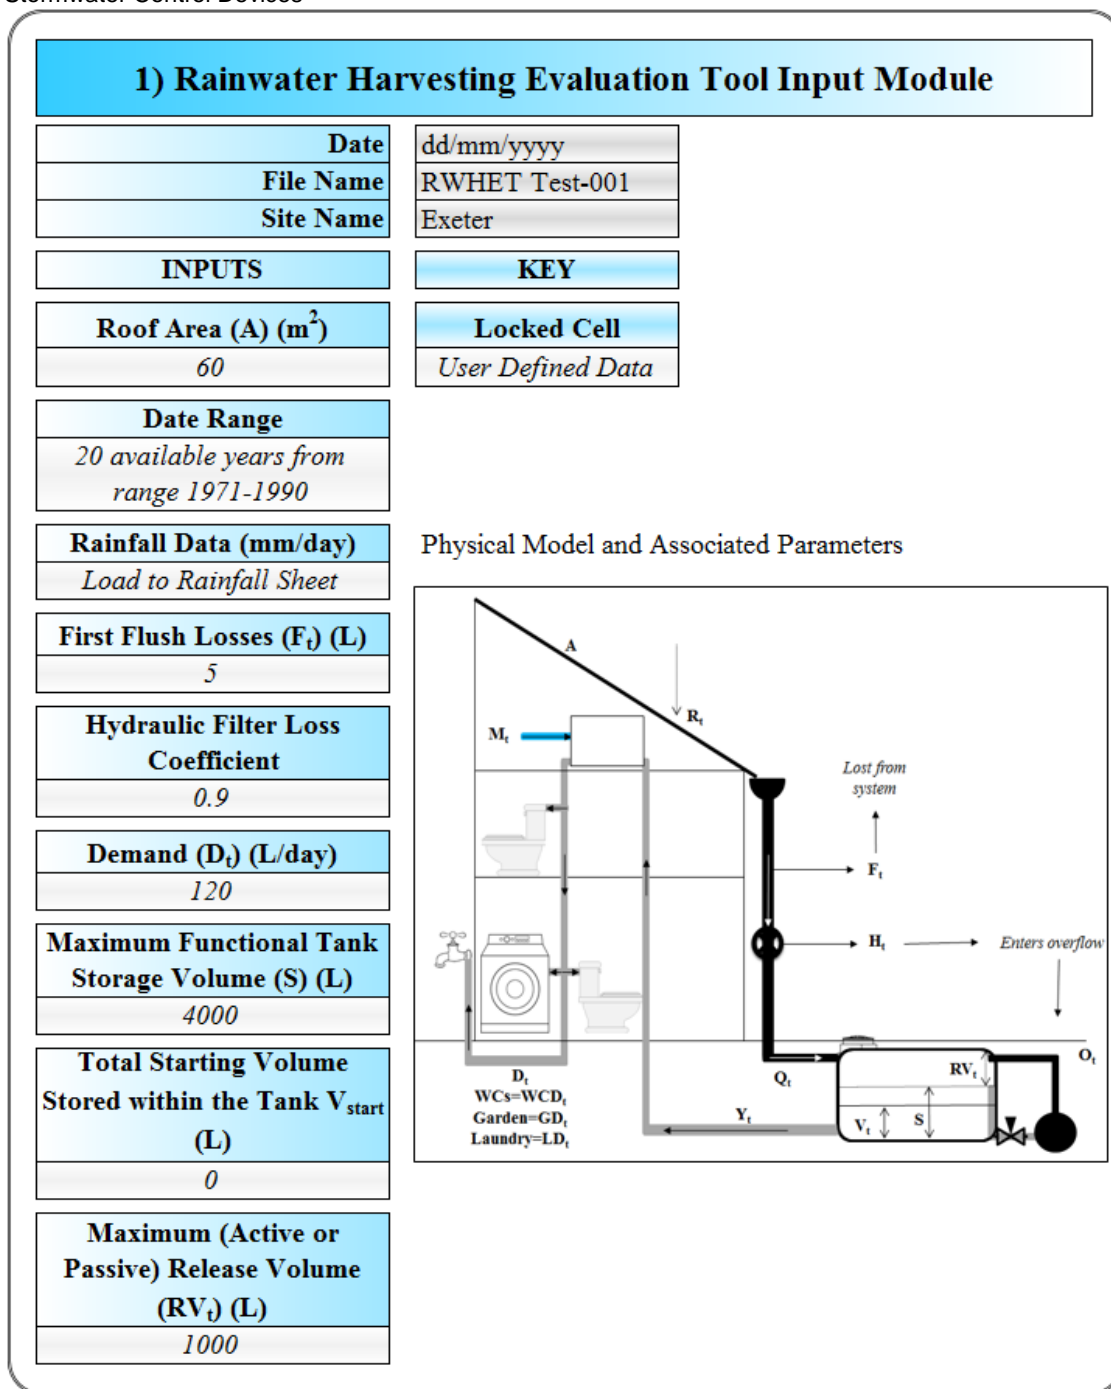 Stormwater Control Devices
1) Rainwater Harvesting Evaluation Tool Input Module
Date
dd/mm/yyyy
File Name
RWHET Test-001
Site Name
Exeter
INPUTS
KEY
Roof Area (A) (m²)
60
Locked Cell
User Defined Data
Date Range
20 available years from
range 1971-1990
Rainfall Data (mm/day)
Load to Rainfall Sheet
First Flush Losses (Fₜ) (L)
5
Hydraulic Filter Loss
Coefficient
0.9
Demand (Dₜ) (L/day)
120
Maximum Functional Tank
Storage Volume (S) (L)
4000
Total Starting Volume
Stored within the Tank Vstart
(L)
0
Maximum (Active or
Passive) Release Volume
(RVₜ) (L)
1000
Physical Model and Associated Parameters
A
Rₜ
Mₜ
Lost from
system
Fₜ
Hₜ
Enters overflow
Oₜ
RVₜ
Qₜ
S
Vₜ
Yₜ
Dₜ
WCs=WCDₜ
Garden=GDₜ
Laundry=LDₜ